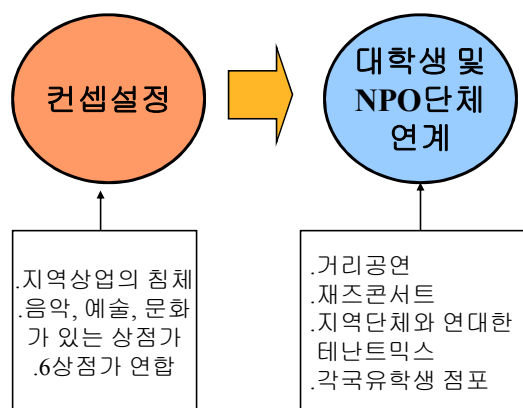 컨셉설정
대학생 및
NPO단체
연계
.지역상업의 침체
.음악, 예술, 문화
가 있는 상점가
.6상점가 연합
.거리공연
.재즈콘서트
.지역단체와 연대한
테난트믹스
.각국유학생 점포